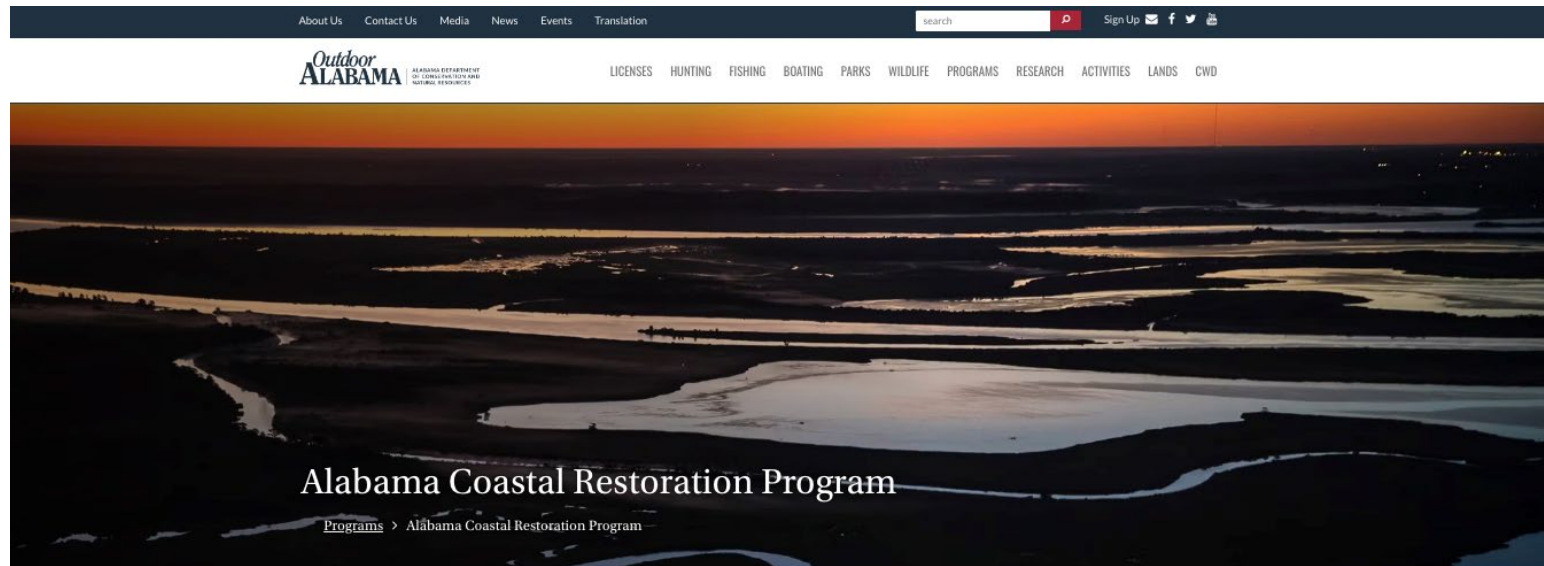 About Us Contact Us Media News Events Translation search Sign Up
Outdoor
ALABAMA
ALABAMA DEPARTMENT
OF CONSERVATION AND
NATURAL RESOURCES
LICENSES HUNTING FISHING BOATING PARKS WILDLIFE PROGRAMS RESEARCH ACTIVITIES LANDS CWD
Alabama Coastal Restoration Program
Programs > Alabama Coastal Restoration Program